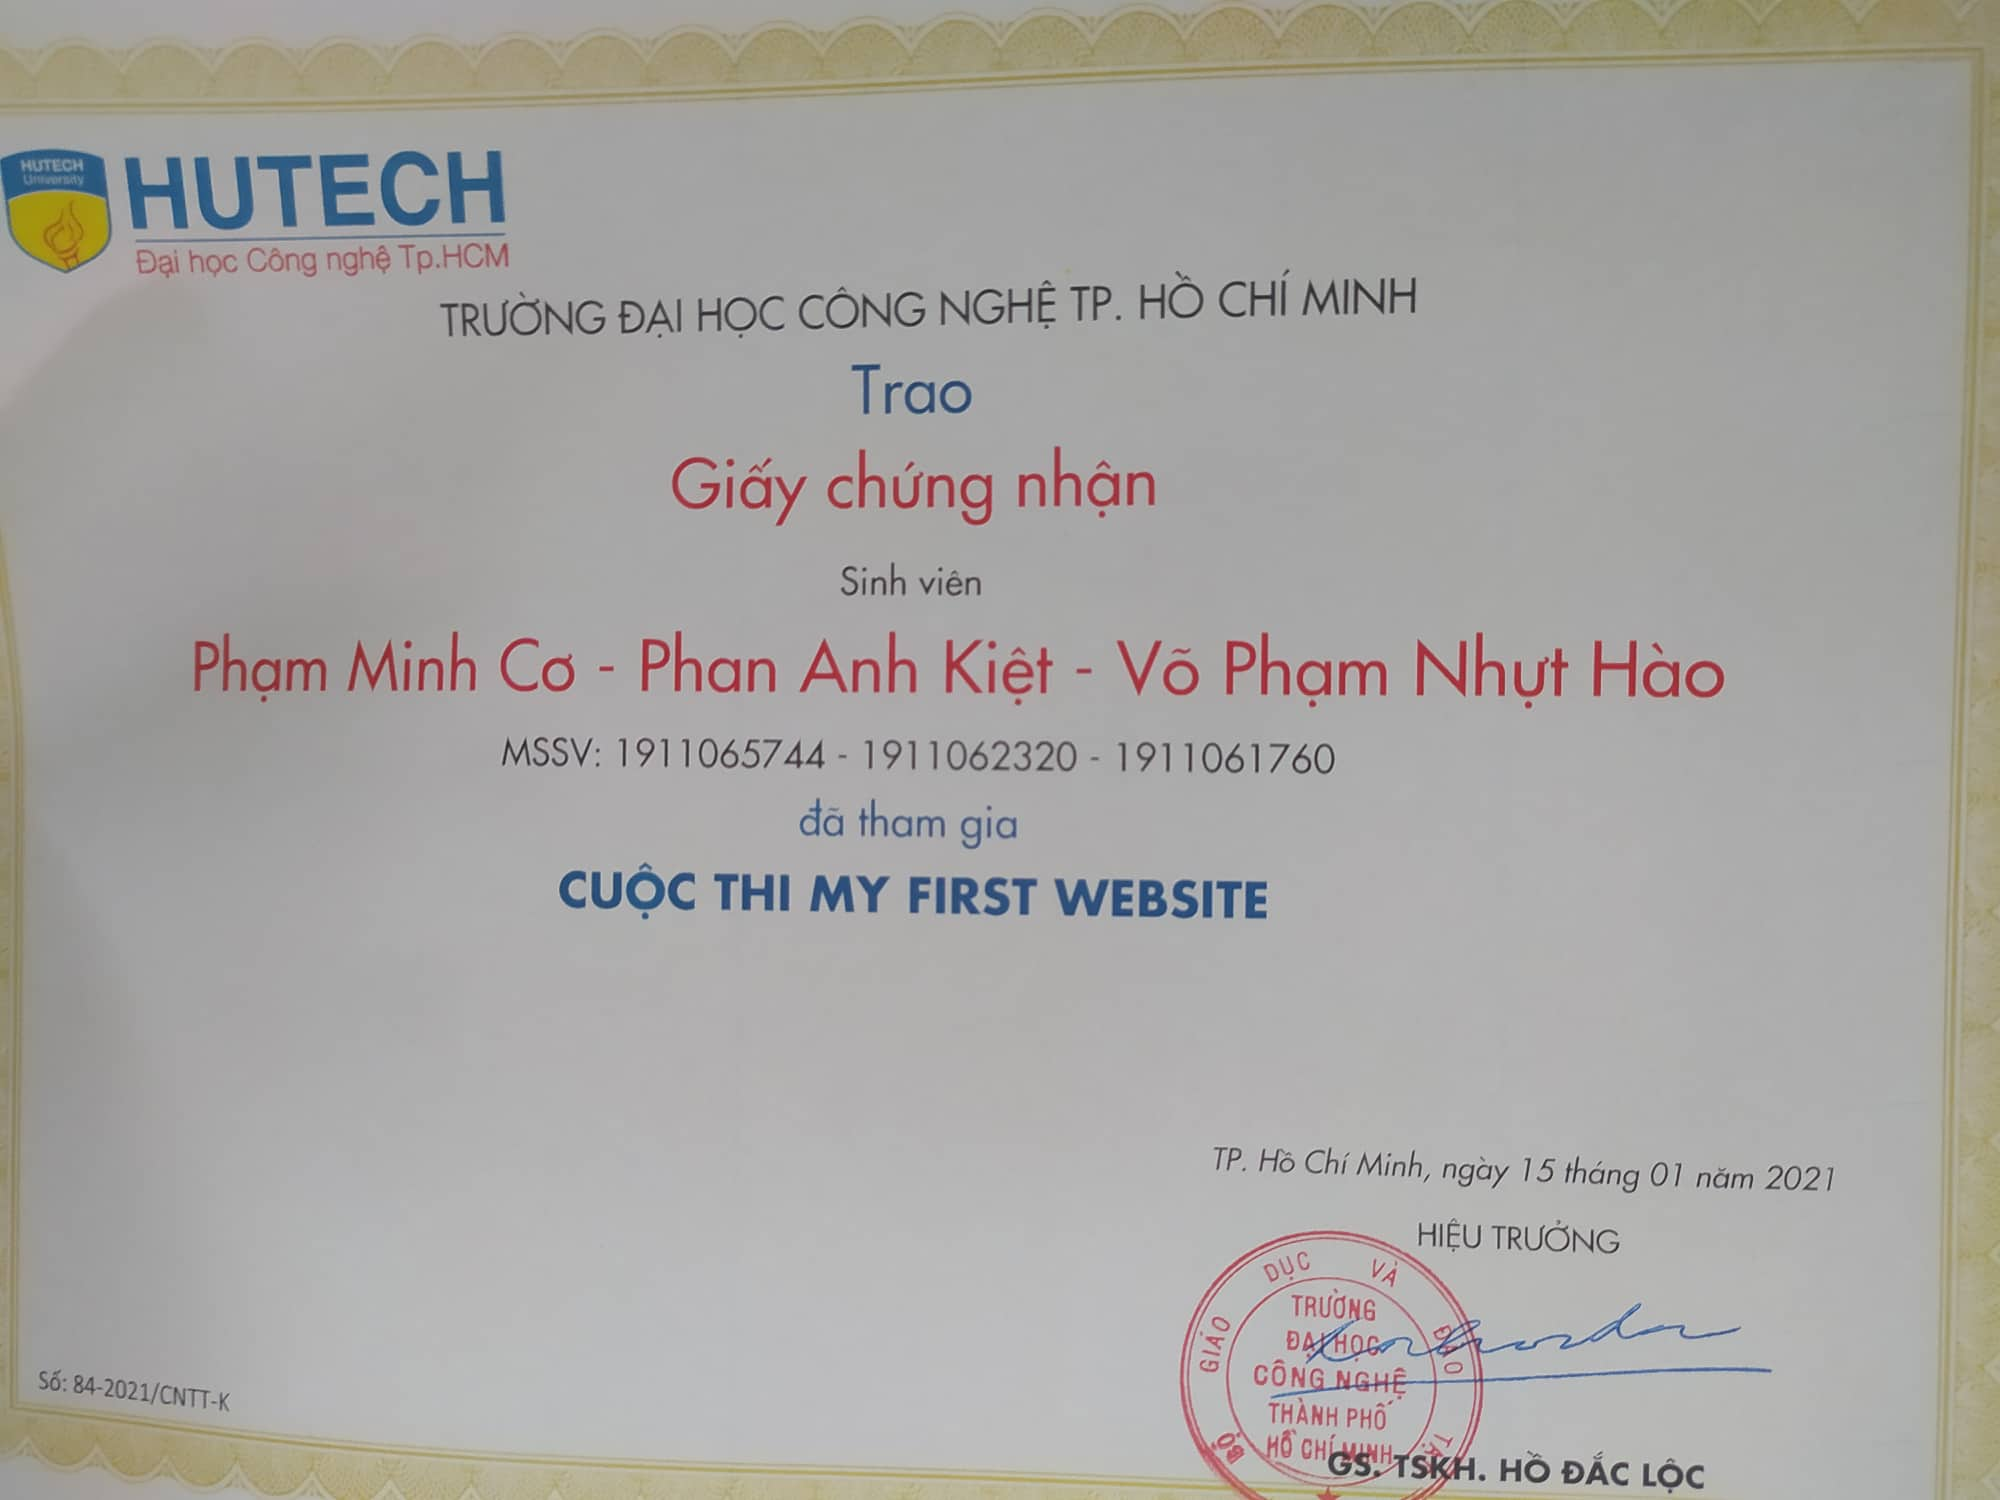 HUTECH
University
HUTECH
Đại học Công nghệ Tp.HCM
TRƯỜNG ĐẠI HỌC CÔNG NGHỆ TP. HỒ CHÍ MINH
Trao
Giấy chứng nhận
Sinh viên
Phạm Minh Cơ - Phan Anh Kiệt - Võ Phạm Nhựt Hào
MSSV: 1911065744 - 1911062320 - 1911061760
đã tham gia
CUỘC THI MY FIRST WEBSITE
TP. Hồ Chí Minh, ngày 15 tháng 01 năm 2021
HIỆU TRƯỞNG
BỘ GIÁO DỤC VÀ ĐÀO TẠO
TRƯỜNG
ĐẠI HỌC
CÔNG NGHỆ
THÀNH PHỐ
HỒ CHÍ MINH
GS. TSKH. HỒ ĐẮC LỘC
Số: 84-2021/CNTT-K